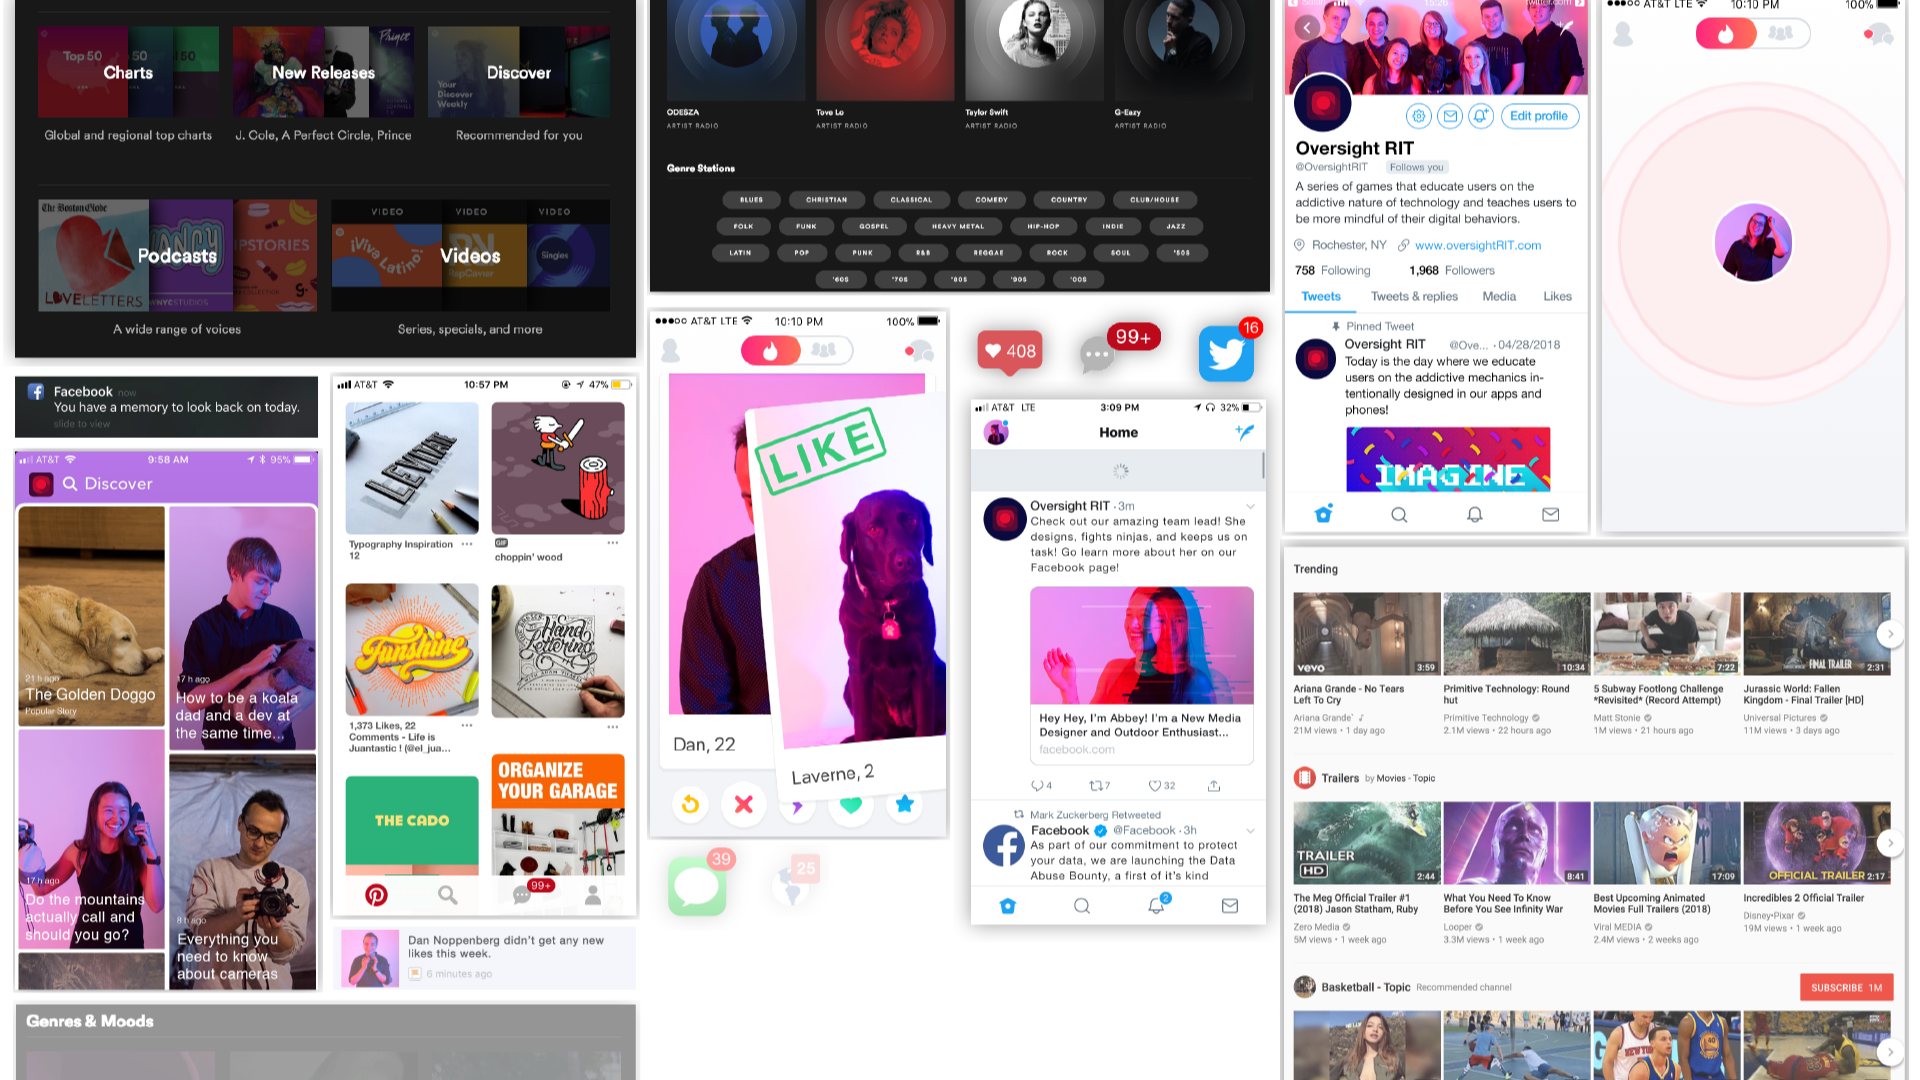 Top 50
50
50
Charts
Prince
New Releases
Discover
Your
Discover
Weekly
Global and regional top charts
J. Cole, A Perfect Circle, Prince
Recommended for you
The Boston Globe
LOVELETTERS
WNYCSTUDIOS
Podcasts
VIDEO
VIDEO
VIDEO
¡Viva Latino!
RapCaviar
Singles
Videos
A wide range of voices
Series, specials, and more
ODESZA
ARTIST RADIO
Tove Lo
ARTIST RADIO
Taylor Swift
ARTIST RADIO
G-Eazy
ARTIST RADIO
Genre Stations
BLUES
CHRISTIAN
CLASSICAL
COMEDY
COUNTRY
CLUB/HOUSE
FOLK
FUNK
GOSPEL
HEAVY METAL
HIP-HOP
INDIE
JAZZ
LATIN
POP
PUNK
R&B
REGGAE
ROCK
SOUL
'50S
'60S
'70S
'80S
'90S
'00S
Edit profile
Oversight RIT
@OversightRIT Follows you
A series of games that educate users on the
addictive nature of technology and teaches users to
be more mindful of their digital behaviors.
Rochester, NY www.oversightRIT.com
758 Following 1,968 Followers
Tweets Tweets & replies Media Likes
Pinned Tweet
Oversight RIT @Ove... · 04/28/2018
Today is the day where we educate
users on the addictive mechanics in-
tentionally designed in our apps and
phones!
IMAGINE
AT&T LTE 10:10 PM 100%
Facebook now
You have a memory to look back on today.
slide to view
AT&T 9:58 AM 95%
Discover
21 h ago
The Golden Doggo
Popular Story
17 h ago
How to be a koala
dad and a dev at
the same time...
17 h ago
Do the mountains
actually call and
should you go?
8 h ago
Everything you
need to know
about cameras
AT&T 10:57 PM 47%
LEVITATE
Typography Inspiration ...
12
GIF ...
choppin' wood
Funshine
Hand
Lettering
1,373 Likes, 22 ...
Comments - Life is
Juantastic ! (@el_jua...
...
THE CADO
ORGANIZE
YOUR GARAGE
99+
Dan Noppenberg didn't get any new
likes this week.
6 minutes ago
Genres & Moods
AT&T LTE 10:10 PM 100%
LIKE
Dan, 22
Laverne, 2
39
25
408
99+
16
AT&T LTE 3:09 PM 32%
Home
Oversight RIT · 3m
Check out our amazing team lead! She
designs, fights ninjas, and keeps us on
task! Go learn more about her on our
Facebook page!
Hey Hey, I'm Abbey! I'm a New Media
Designer and Outdoor Enthusiast...
facebook.com
4 7 32
Mark Zuckerberg Retweeted
Facebook @Facebook · 3h
As part of our commitment to protect
your data, we are launching the Data
Abuse Bounty, a first of it's kind
2
Trending
vevo 3:59
10:34
7:22
FINAL TRAILER 2:31
Ariana Grande - No Tears
Left To Cry
Ariana Grande
21M views • 1 day ago
Primitive Technology: Round
hut
Primitive Technology
2.1M views • 22 hours ago
5 Subway Footlong Challenge
*Revisited* (Record Attempt)
Matt Stonie
1M views • 21 hours ago
Jurassic World: Fallen
Kingdom - Final Trailer [HD]
Universal Pictures
11M views • 3 days ago
Trailers by Movies - Topic
TRAILER
HD 2:44
8:41
17:09
OFFICIAL TRAILER 2:17
The Meg Official Trailer #1
(2018) Jason Statham, Ruby
Zero Media
5M views • 1 week ago
What You Need To Know
Before You See Infinity War
Looper
3.3M views • 1 week ago
Best Upcoming Animated
Movies Full Trailers (2018)
Viral MEDIA
2.4M views • 2 weeks ago
Incredibles 2 Official Trailer
Disney•Pixar
19M views • 1 week ago
Basketball - Topic Recommended channel
SUBSCRIBE 1M